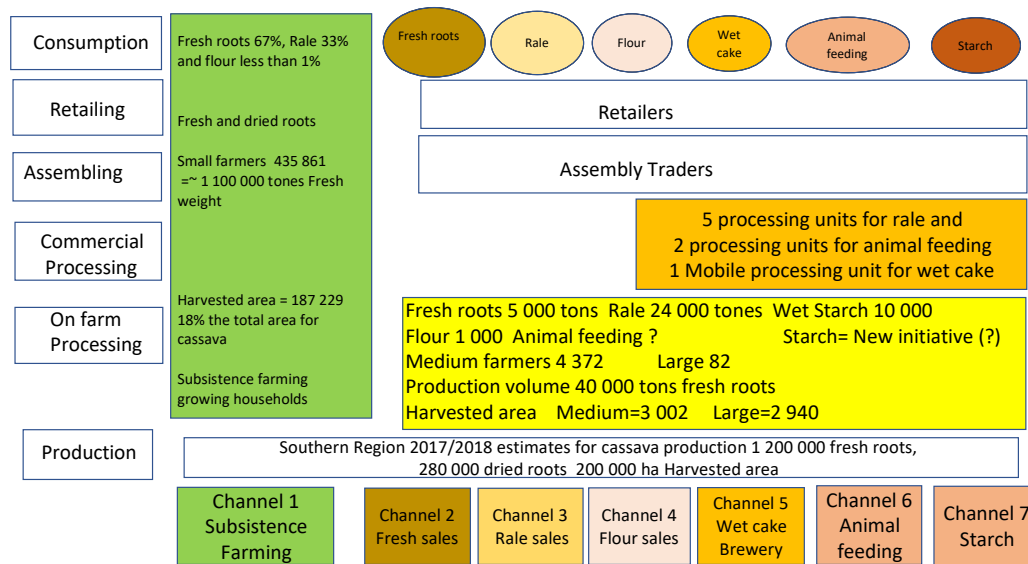 Consumption
Retailing
Assembling
Commercial
Processing
On farm
Processing
Production
Fresh roots 67%, Rale 33%
and flour less than 1%
Fresh and dried roots
Small farmers 435 861
=~ 1 100 000 tones Fresh
weight
Harvested area = 187 229
18% the total area for
cassava
Subsistence farming
growing households
Fresh roots
Rale
Flour
Wet
cake
Animal
feeding
Starch
Retailers
Assembly Traders
5 processing units for rale and
2 processing units for animal feeding
1 Mobile processing unit for wet cake
Fresh roots 5 000 tons Rale 24 000 tones Wet Starch 10 000
Flour 1 000 Animal feeding ? Starch= New initiative (?)
Medium farmers 4 372 Large 82
Production volume 40 000 tons fresh roots
Harvested area Medium=3 002 Large=2 940
Southern Region 2017/2018 estimates for cassava production 1 200 000 fresh roots,
280 000 dried roots 200 000 ha Harvested area
Channel 1
Subsistence
Farming
Channel 2
Fresh sales
Channel 3
Rale sales
Channel 4
Flour sales
Channel 5
Wet cake
Brewery
Channel 6
Animal
feeding
Channel 7
Starch